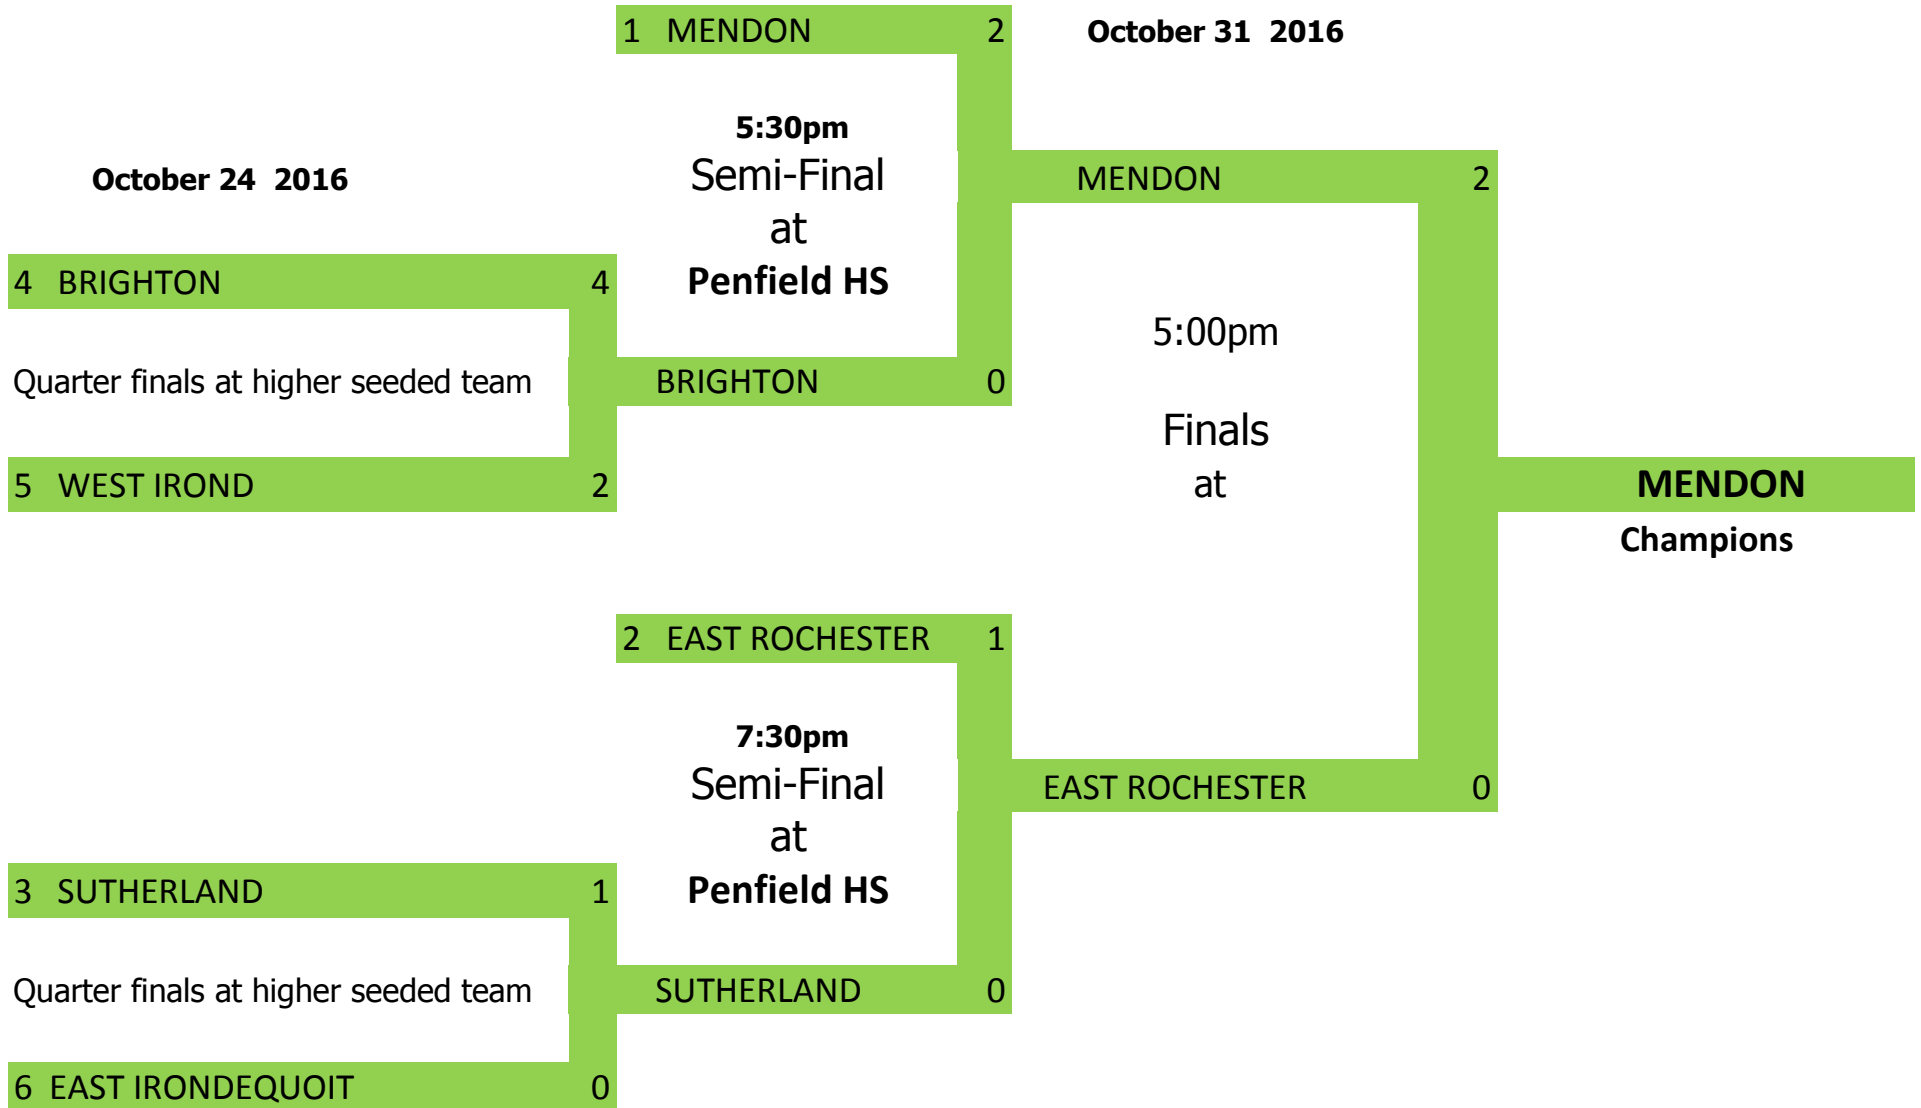 1 MENDON 2
October 31 2016
5:30pm
October 24 2016
Semi-Final
MENDON 2
at
4 BRIGHTON 4
Penfield HS
5:00pm
Quarter finals at higher seeded team
BRIGHTON 0
Finals
5 WEST IROND 2
at
MENDON
Champions
2 EAST ROCHESTER 1
7:30pm
Semi-Final
EAST ROCHESTER 0
at
3 SUTHERLAND 1
Penfield HS
Quarter finals at higher seeded team
SUTHERLAND 0
6 EAST IRONDEQUOIT 0